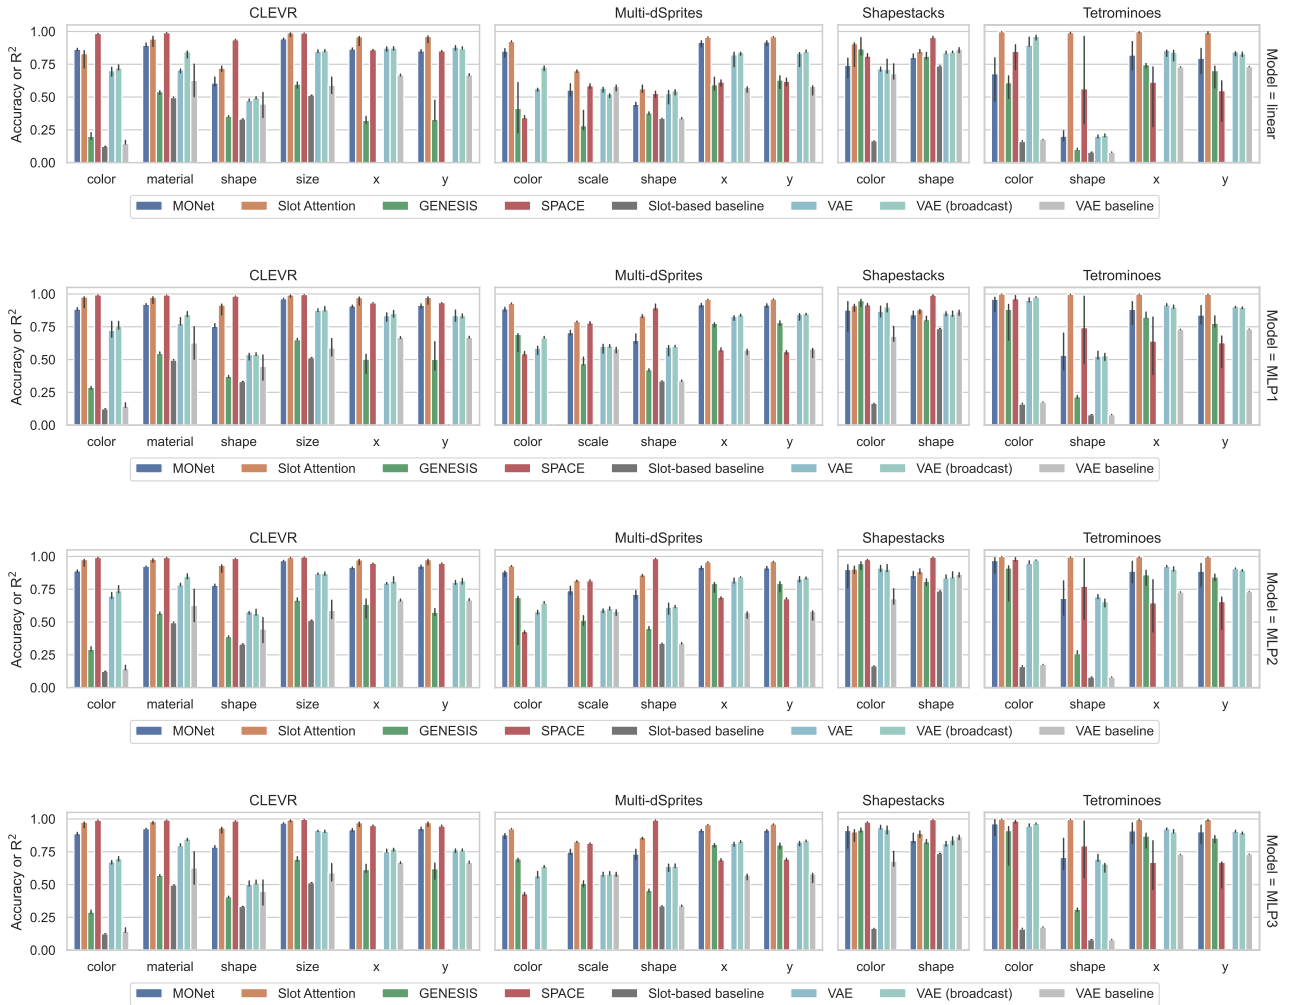 CLEVR Multi-dSprites Shapestacks Tetrominoes
Accuracy or R²
1.00
0.75
0.50
0.25
0.00
Model = linear
color material shape size x y color scale shape x y color shape color shape x y
MONet Slot Attention GENESIS SPACE Slot-based baseline VAE VAE (broadcast) VAE baseline
CLEVR Multi-dSprites Shapestacks Tetrominoes
Accuracy or R²
1.00
0.75
0.50
0.25
0.00
Model = MLP1
color material shape size x y color scale shape x y color shape color shape x y
MONet Slot Attention GENESIS SPACE Slot-based baseline VAE VAE (broadcast) VAE baseline
CLEVR Multi-dSprites Shapestacks Tetrominoes
Accuracy or R²
1.00
0.75
0.50
0.25
0.00
Model = MLP2
color material shape size x y color scale shape x y color shape color shape x y
MONet Slot Attention GENESIS SPACE Slot-based baseline VAE VAE (broadcast) VAE baseline
CLEVR Multi-dSprites Shapestacks Tetrominoes
Accuracy or R²
1.00
0.75
0.50
0.25
0.00
Model = MLP3
color material shape size x y color scale shape x y color shape color shape x y
MONet Slot Attention GENESIS SPACE Slot-based baseline VAE VAE (broadcast) VAE baseline